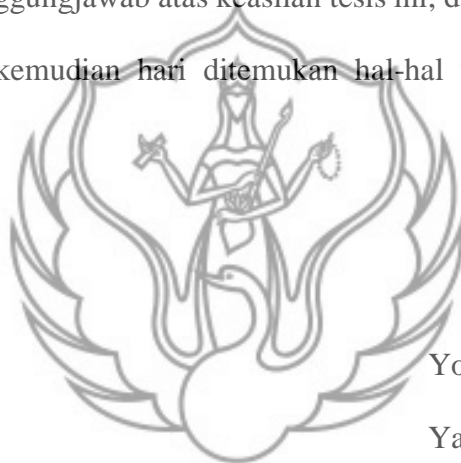 ggungjawab atas keaslian tesis ini, d
kemudian hari ditemukan hal-hal
Yo
Ya